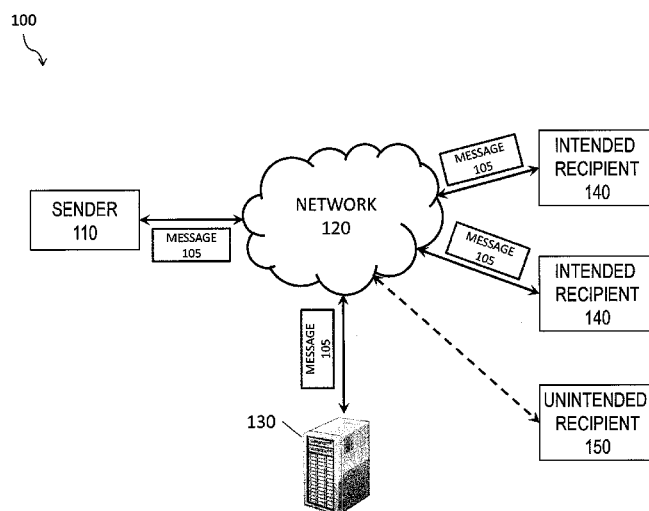 100
SENDER
110
MESSAGE
105
NETWORK
120
MESSAGE
105
INTENDED
RECIPIENT
140
MESSAGE
105
INTENDED
RECIPIENT
140
MESSAGE
105
130
UNINTENDED
RECIPIENT
150